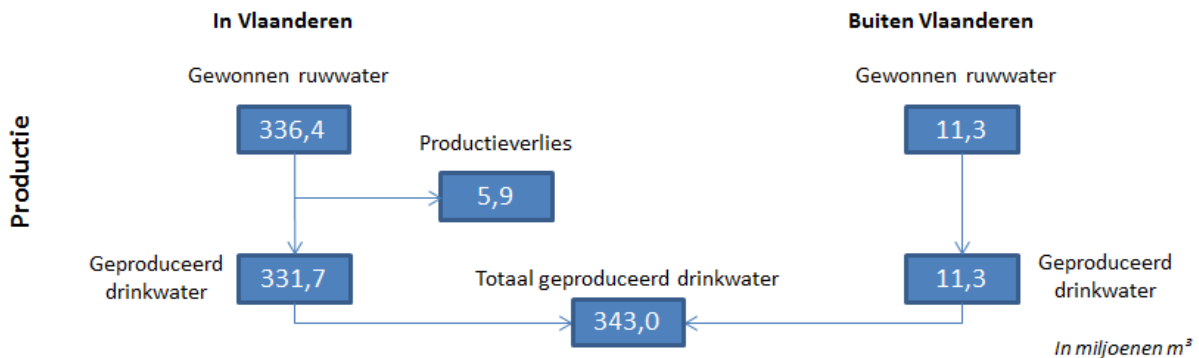 In Vlaanderen
Buiten Vlaanderen
Gewonnen ruwwater
Gewonnen ruwwater
Productie
336,4
11,3
Productieverlies
5,9
Geproduceerd
drinkwater
331,7
Totaal geproduceerd drinkwater
343,0
11,3
Geproduceerd
drinkwater
In miljoenen m³